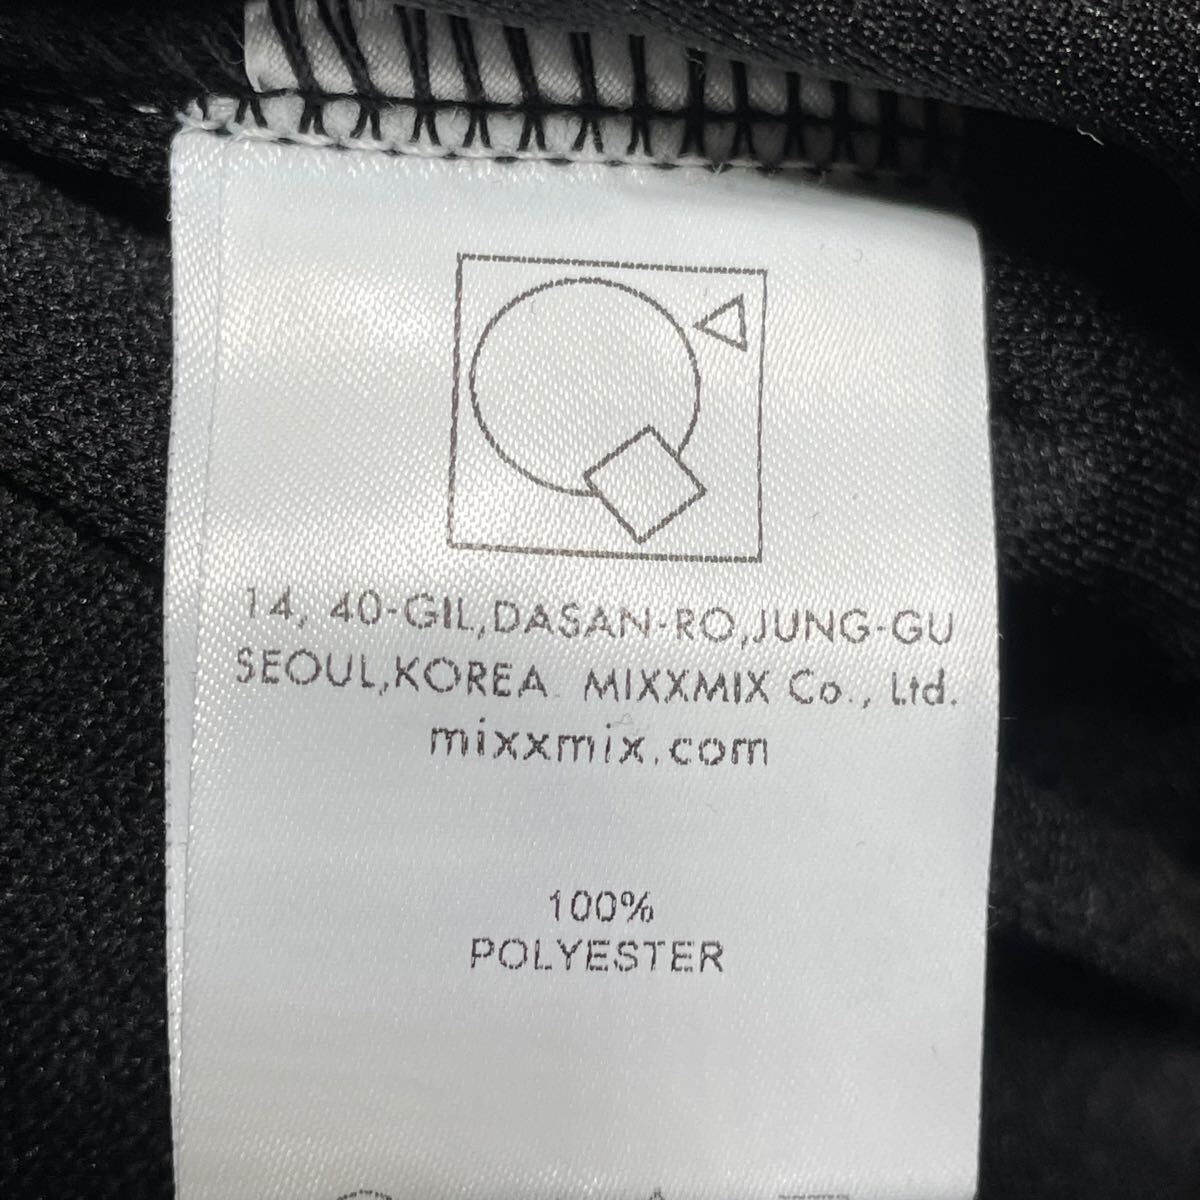 14, 40-GIL,DASAN-RO,JUNG-GU
SEOUL,KOREA. MIXXMIX Co., Ltd.
mixxmix.com
100%
POLYESTER